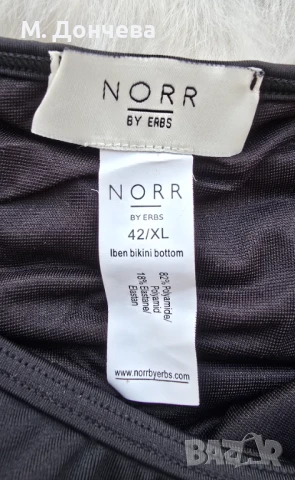 М. Дончева
NORR
BY ERBS
NORR
BY ERBS
42/XL
Iben bikini bottom
82% Polyamide/
Polyamid
18% Elastane/
Elastan
www.norrbyerbs.com
BAZAR